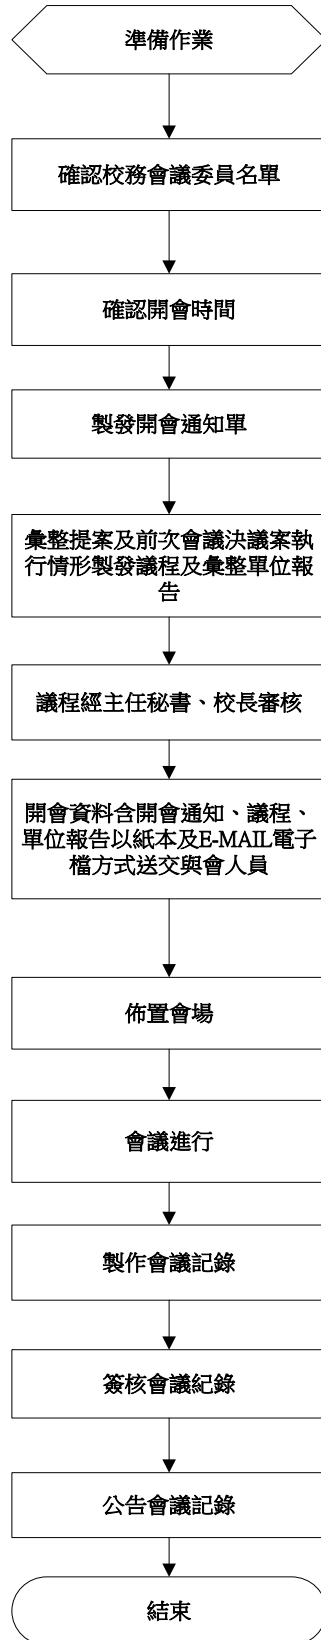 準備作業
確認校務會議委員名單
確認開會時間
製發開會通知單
彙整提案及前次會議決議案執
行情形製發議程及彙整單位報
告
議程經主任秘書、校長審核
開會資料含開會通知、議程、
單位報告以紙本及E-MAIL電子
檔方式送交與會人員
佈置會場
會議進行
製作會議記錄
簽核會議紀錄
公告會議記錄
結束